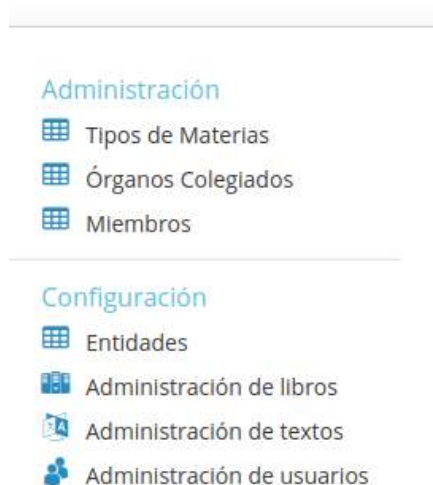 Administración
Tipos de Materias
Órganos Colegiados
Miembros
Configuración
Entidades
Administración de libros
Administración de textos
Administración de usuarios